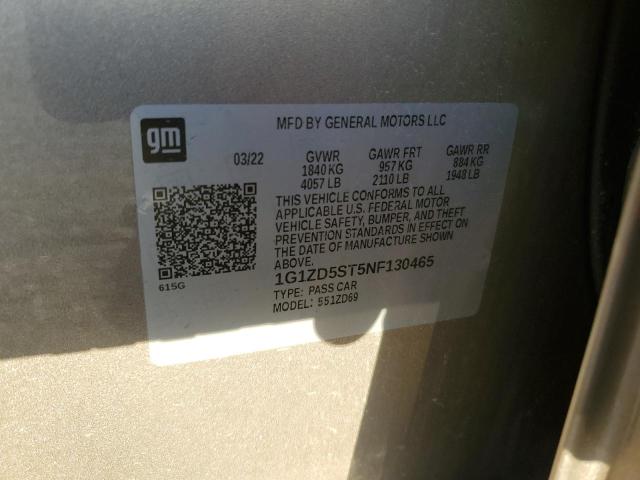 gm
MFD BY GENERAL MOTORS LLC
03/22 GVWR GAWR FRT GAWR RR
1840 KG 957 KG 884 KG
4057 LB 2110 LB 1948 LB
THIS VEHICLE CONFORMS TO ALL
APPLICABLE U.S. FEDERAL MOTOR
VEHICLE SAFETY, BUMPER, AND THEFT
PREVENTION STANDARDS IN EFFECT ON
THE DATE OF MANUFACTURE SHOWN
ABOVE.
615G
1G1ZD5ST5NF130465
TYPE: PASS CAR
MODEL: 551ZD69